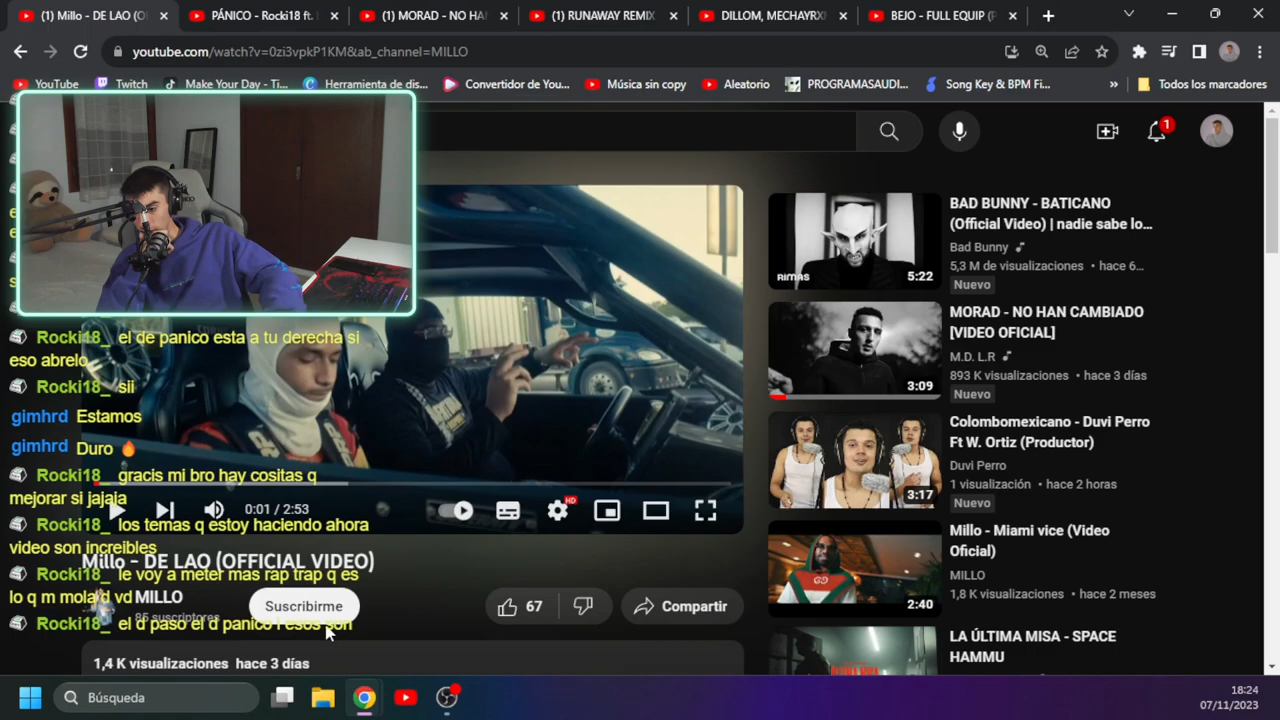 (1) Millo - DE LAO (O
PÁNICO - Rocki18 ft.
(1) MORAD - NO HAN
(1) RUNAWAY REMIX
DILLOM, MECHAYRXI
BEJO - FULL EQUIP (P
youtube.com/watch?v=0zi3vpkP1KM&ab_channel=MILLO
YouTube
Twitch
Make Your Day - Ti...
Herramienta de dis...
Convertidor de You...
Música sin copy
Aleatorio
PROGRAMASAUDI...
Song Key & BPM Fi...
»
Todos los marcadores
1
Rocki18_ el de panico esta a tu derecha si
eso abrelo
Rocki18_ sii
gimhrd Estamos
gimhrd Duro
Rocki18_ gracis mi bro hay cositas q
mejorar si jajaja
0:01 / 2:53
HD
Rocki18_ los temas q estoy haciendo ahora
video son increibles
Millo - DE LAO (OFFICIAL VIDEO)
Rocki18_ le voy a meter mas rap trap q es
lo q m mola d vd
MILLO
85 suscriptores
Suscribirme
67
Compartir
Rocki18_ el d paso el d panico i esos son
1,4 K visualizaciones hace 3 días
RIMAS
5:22
BAD BUNNY - BATICANO
(Official Video) | nadie sabe lo...
Bad Bunny
5,3 M de visualizaciones • hace 6...
Nuevo
3:09
MORAD - NO HAN CAMBIADO
[VIDEO OFICIAL]
M.D. L.R
893 K visualizaciones • hace 3 días
Nuevo
3:17
Colombomexicano - Duvi Perro
Ft W. Ortiz (Productor)
Duvi Perro
1 visualización • hace 2 horas
Nuevo
2:40
Millo - Miami vice (Video
Oficial)
MILLO
1,8 K visualizaciones • hace 2 meses
LA ÚLTIMA MISA - SPACE
HAMMU
Búsqueda
18:24
07/11/2023